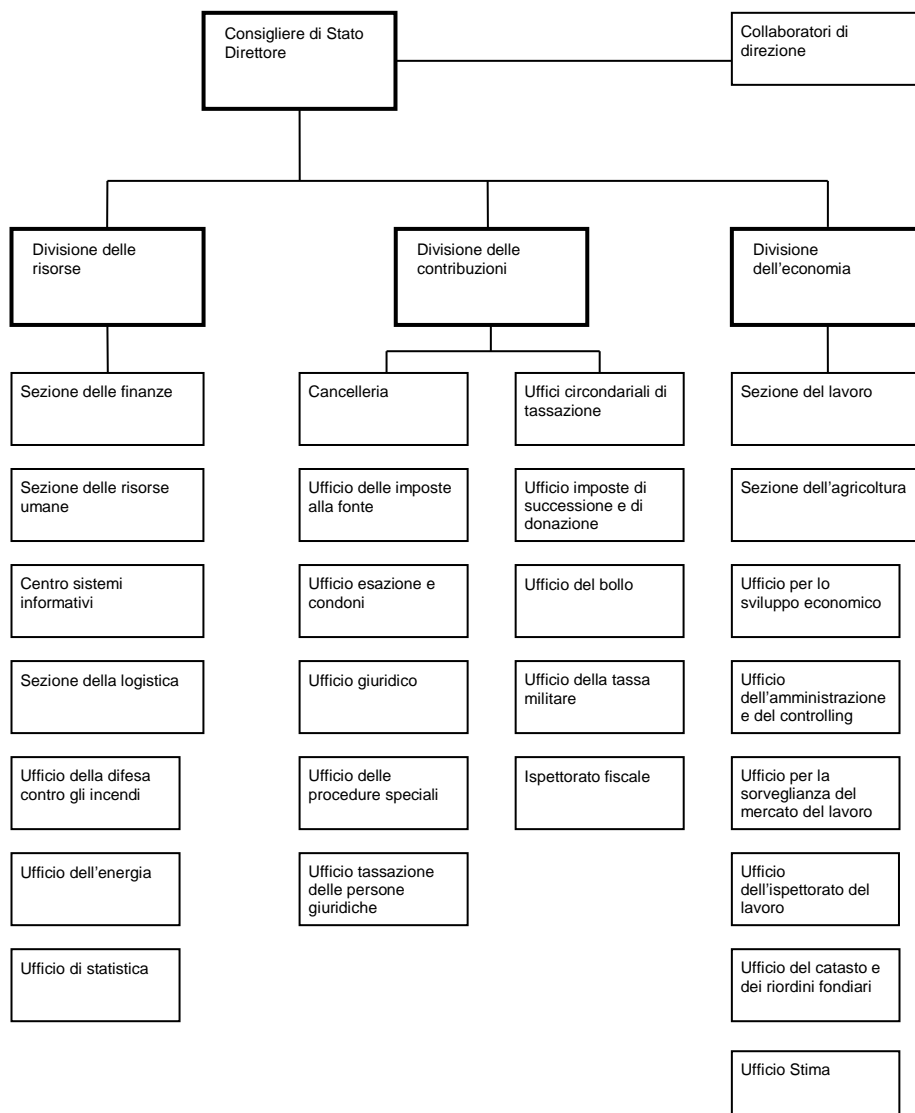 Consigliere di Stato
Direttore
Collaboratori di
direzione
Divisione delle
risorse
Divisione delle
contribuzioni
Divisione
dell’economia
Sezione delle finanze
Cancelleria
Uffici circondariali di
tassazione
Sezione del lavoro
Sezione delle risorse
umane
Ufficio delle imposte
alla fonte
Ufficio imposte di
successione e di
donazione
Sezione dell’agricoltura
Centro sistemi
informativi
Ufficio esazione e
condoni
Ufficio del bollo
Ufficio per lo
sviluppo economico
Sezione della logistica
Ufficio giuridico
Ufficio della tassa
militare
Ufficio
dell’amministrazione
e del controlling
Ufficio della difesa
contro gli incendi
Ufficio delle
procedure speciali
Ispettorato fiscale
Ufficio per la
sorveglianza del
mercato del lavoro
Ufficio dell’energia
Ufficio tassazione
delle persone
giuridiche
Ufficio
dell’ispettorato del
lavoro
Ufficio di statistica
Ufficio del catasto e
dei riordini fondiari
Ufficio Stima